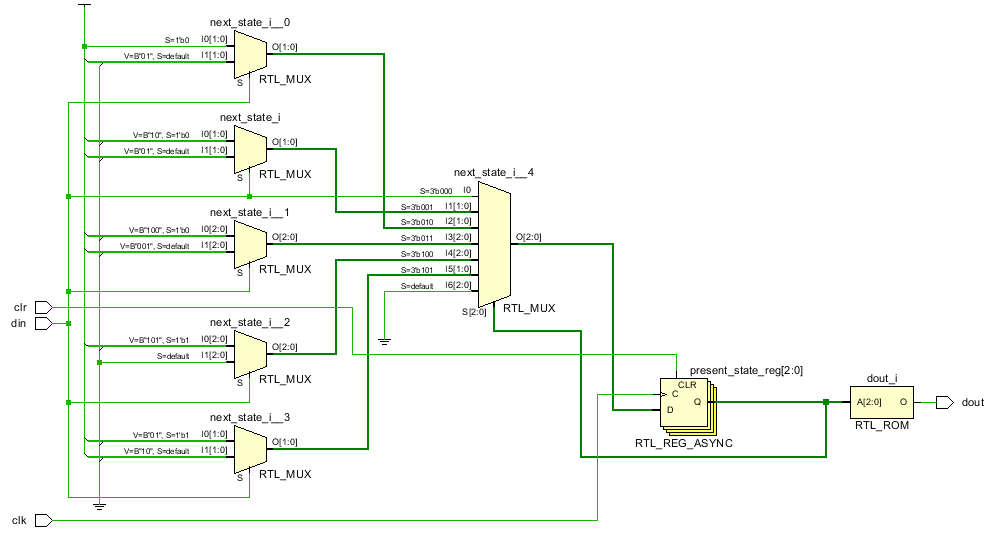 next_state_i__0
S=1'b0 I0[1:0]
V=B"01", S=default I1[1:0]
O[1:0]
S
RTL_MUX
next_state_i
V=B"10", S=1'b0 I0[1:0]
V=B"01", S=default I1[1:0]
O[1:0]
S
RTL_MUX
next_state_i__1
V=B"100", S=1'b0 I0[2:0]
V=B"001", S=default I1[2:0]
O[2:0]
S
RTL_MUX
next_state_i__2
V=B"101", S=1'b1 I0[2:0]
S=default I1[2:0]
O[2:0]
S
RTL_MUX
next_state_i__3
V=B"01", S=1'b1 I0[1:0]
V=B"10", S=default I1[1:0]
O[1:0]
S
RTL_MUX
clr
din
clk
next_state_i__4
S=3'b000 I0
S=3'b001 I1[1:0]
S=3'b010 I2[1:0]
S=3'b011 I3[2:0]
S=3'b100 I4[2:0]
S=3'b101 I5[1:0]
S=default I6[2:0]
O[2:0]
S[2:0]
RTL_MUX
present_state_reg[2:0]
CLR
C
Q
D
RTL_REG_ASYNC
dout_i
A[2:0] O
RTL_ROM
dout